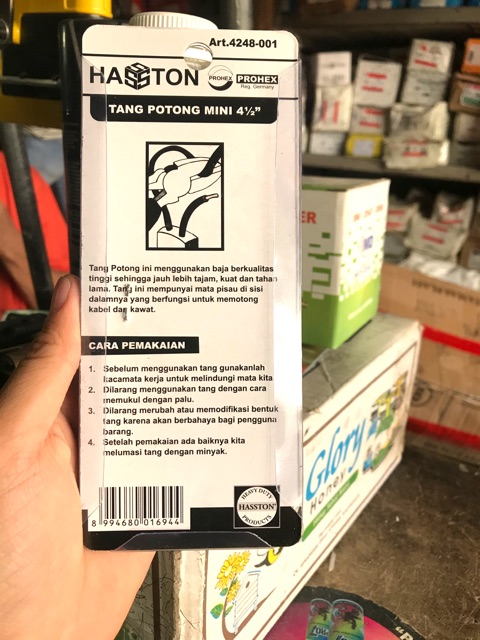 Art.4248-001
HASSTON
PROHEX
PROHEX
Reg. Germany
TANG POTONG MINI 4½"
Tang Potong ini menggunakan baja berkualitas
tinggi sehingga jauh lebih tajam, kuat dan tahan
lama. Tang ini mempunyai mata pisau di sisi
dalamnya yang berfungsi untuk memotong
kabel dan kawat.
CARA PEMAKAIAN
1. Sebelum menggunakan tang gunakanlah
kacamata kerja untuk melindungi mata kita
2. Dilarang menggunakan tang dengan cara
memukul dengan palu.
3. Dilarang merubah atau memodifikasi bentuk
tang karena akan berbahaya bagi pengguna
barang.
4. Setelah pemakaian ada baiknya kita
melumasi tang dengan minyak.
8 994680 016944
HEAVY DUTY
HASSTON
PRODUCTS
Glory
Honex